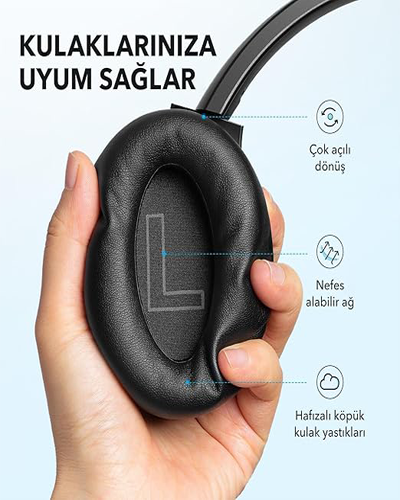 KULAKLARINIZA
UYUM SAĞLAR
Çok açılı
dönüş
L
Nefes
alabilir ağ
Hafızalı köpük
kulak yastıkları